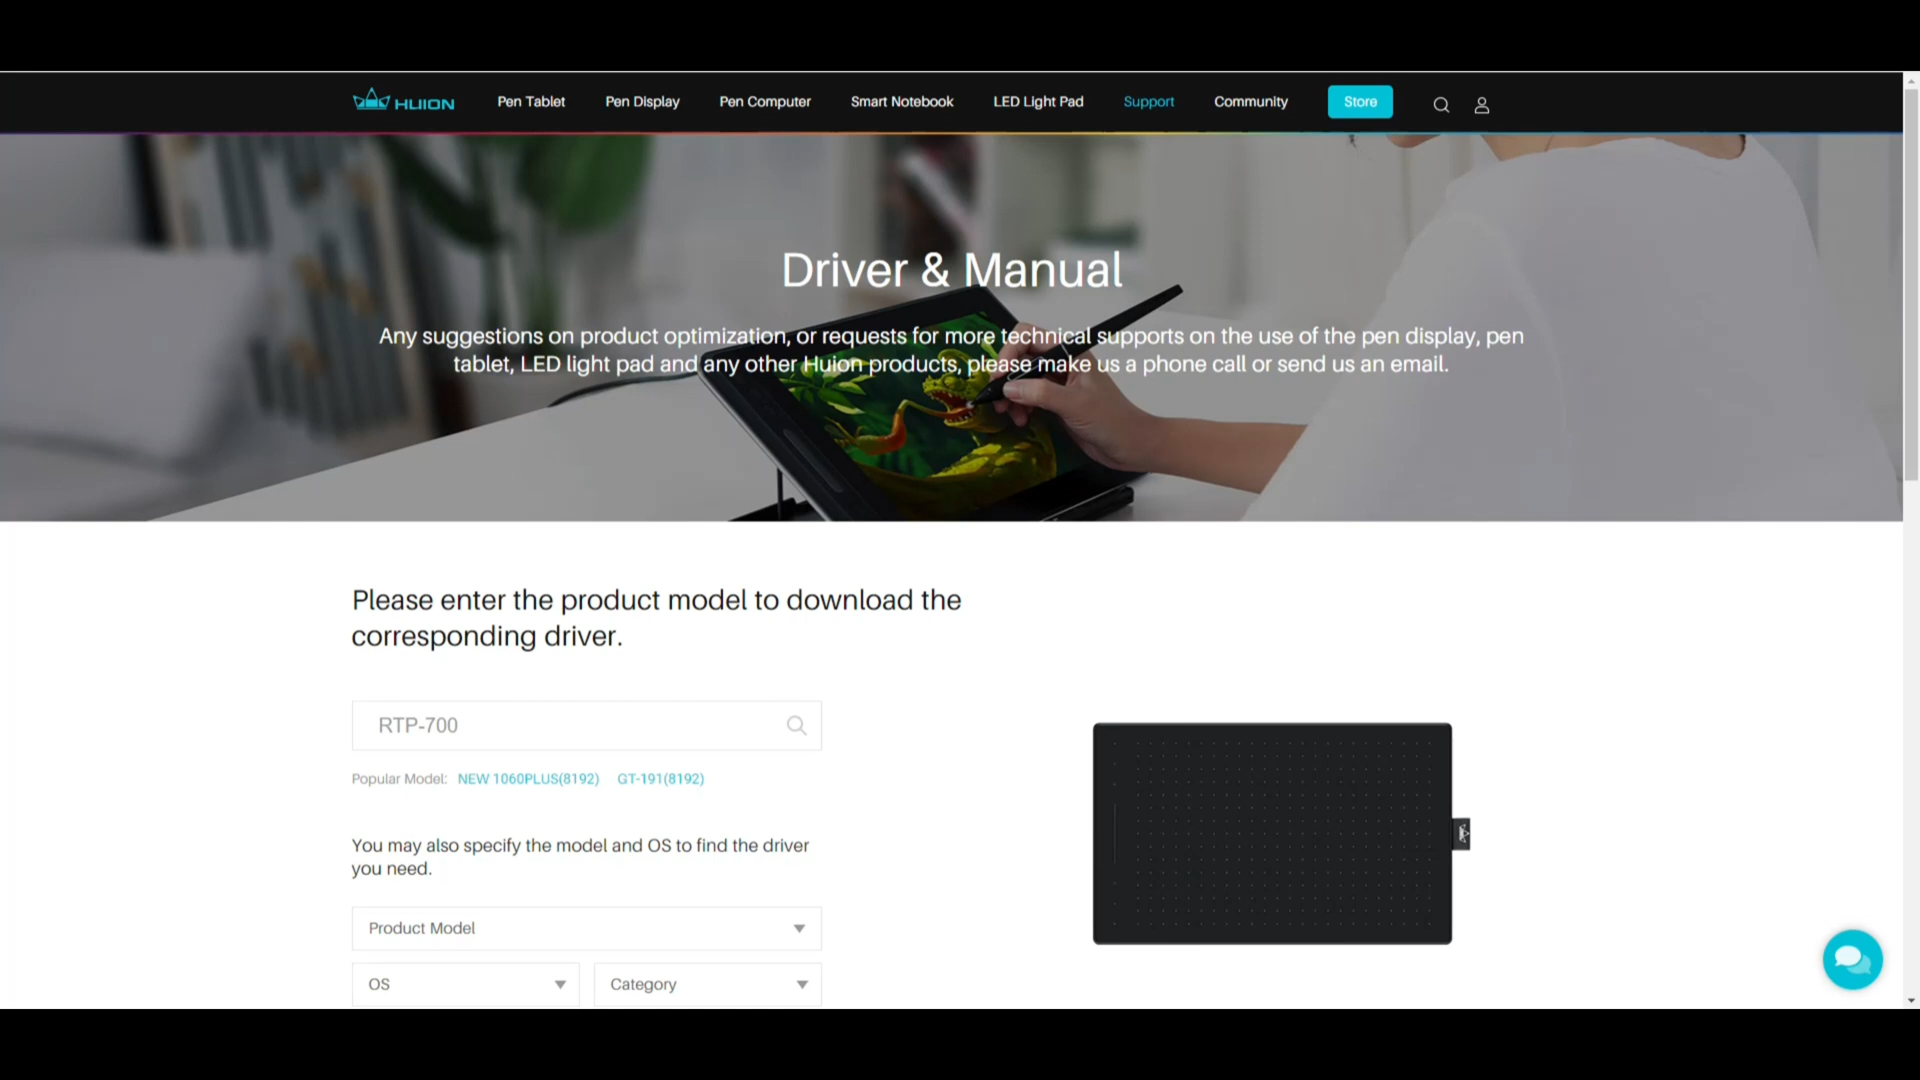 HUION Pen Tablet Pen Display Pen Computer Smart Notebook LED Light Pad Support Community Store
Driver & Manual
Any suggestions on product optimization, or requests for more technical supports on the use of the pen display, pen
tablet, LED light pad and any other Huion products, please make us a phone call or send us an email.
Please enter the product model to download the
corresponding driver.
RTP-700
Popular Model: NEW 1060PLUS(8192) GT-191(8192)
You may also specify the model and OS to find the driver
you need.
Product Model
OS Category